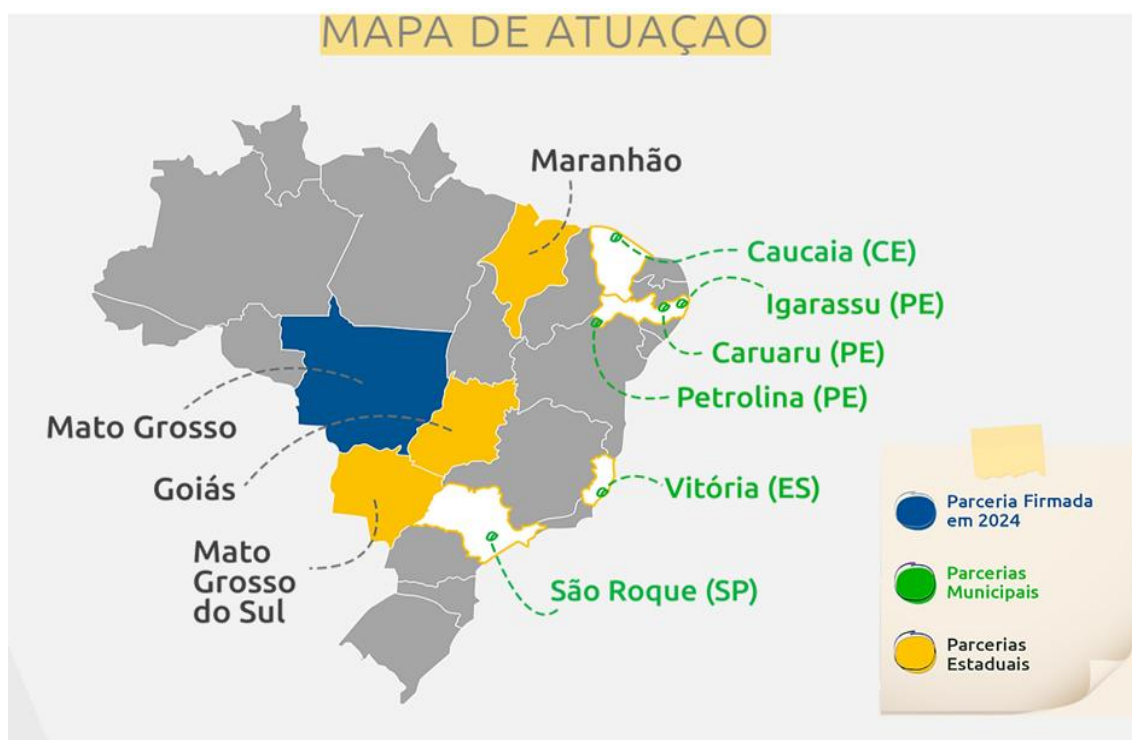 MAPA DE ATUAÇAO
Maranhão
Caucaia (CE)
Igarassu (PE)
Caruaru (PE)
Petrolina (PE)
Mato Grosso
Goiás
Vitória (ES)
Mato
Grosso
do Sul
São Roque (SP)
Parceria Firmada
em 2024
Parcerias
Municipais
Parcerias
Estaduais